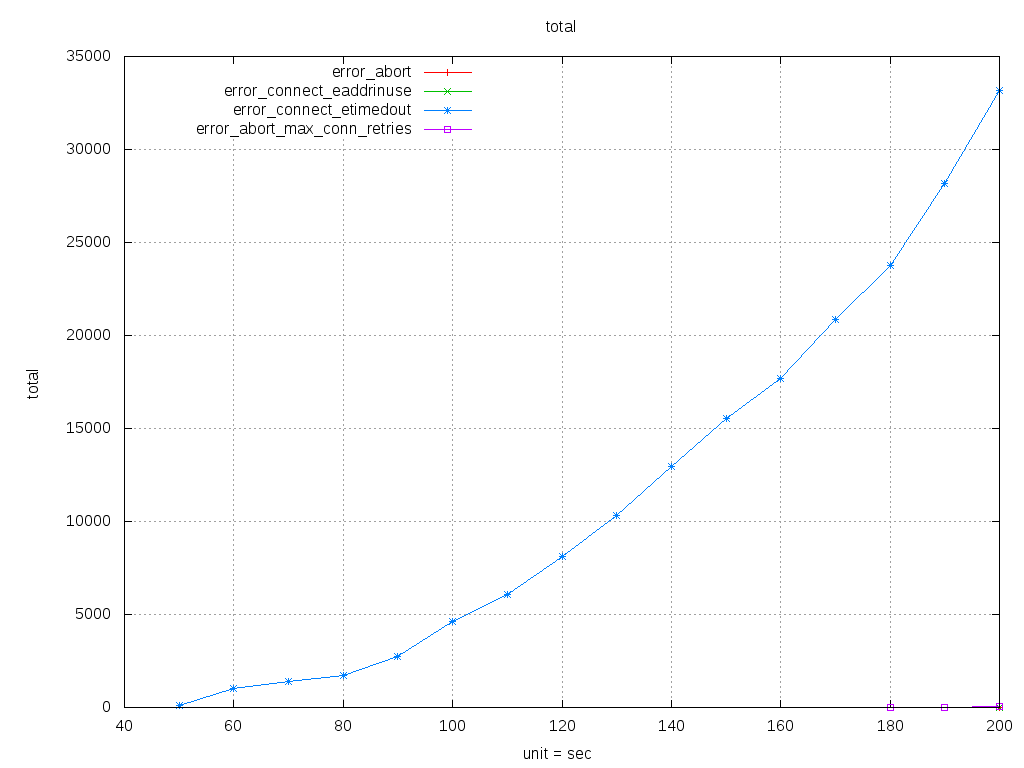 total
35000
30000
25000
20000
15000
10000
5000
0
total
error_abort
error_connect_eaddrinuse
error_connect_etimedout
error_abort_max_conn_retries
40 60 80 100 120 140 160 180 200
unit = sec